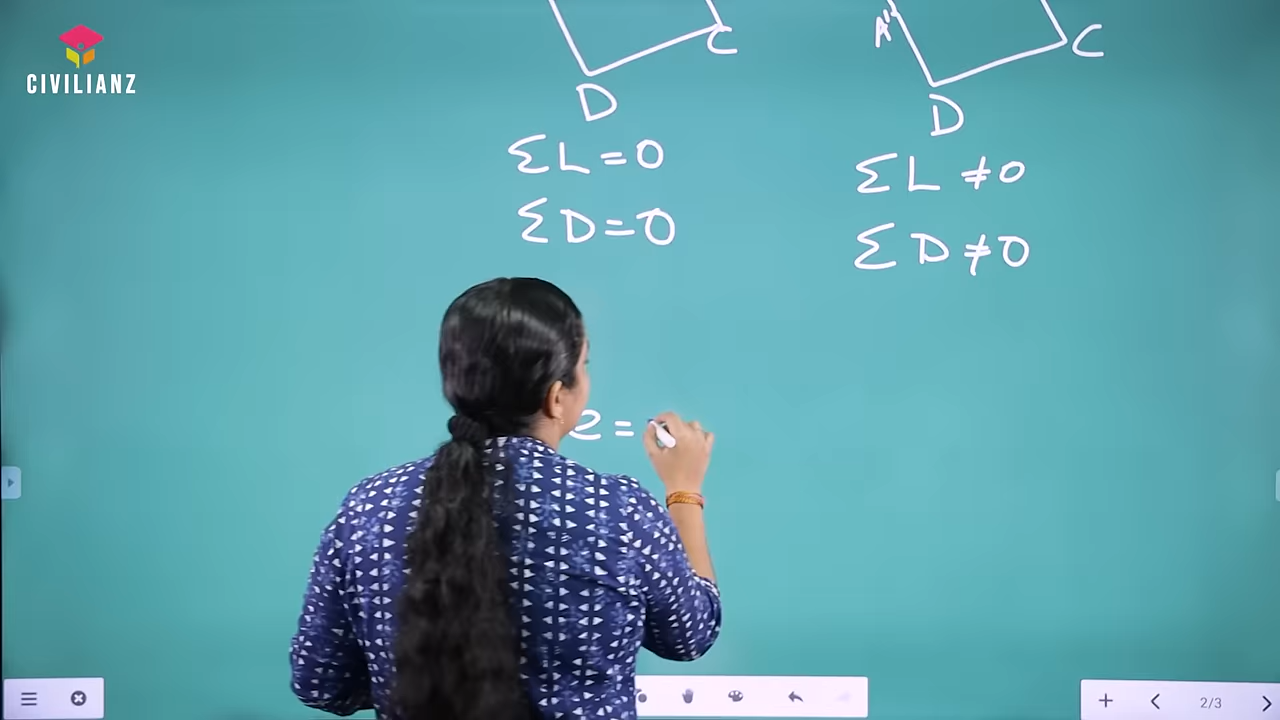 CIVILIANZ
C
A'
C
D
D
ΣL=0
ΣL≠0
ΣD=0
ΣD≠0
e=
2/3